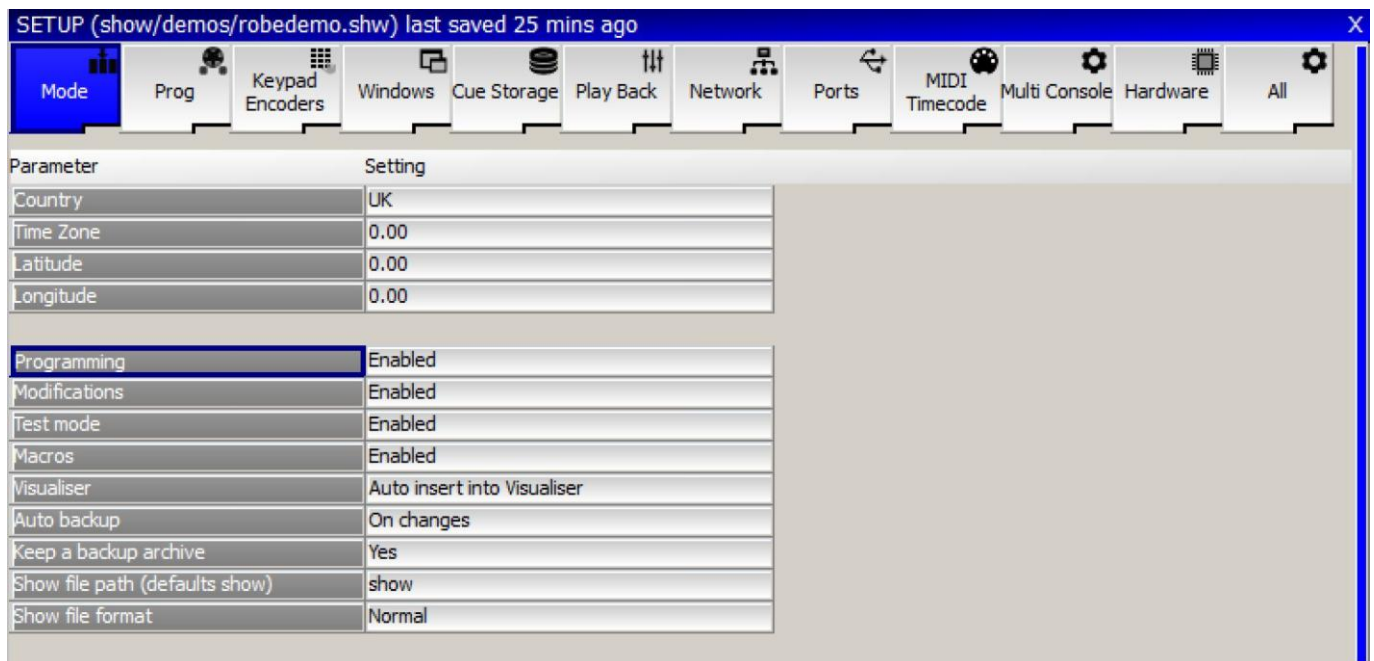 SETUP (show/demos/robedemo.shw) last saved 25 mins ago X
Mode Prog Keypad Encoders Windows Cue Storage Play Back Network Ports MIDI Timecode Multi Console Hardware All
Parameter Setting
Country UK
Time Zone 0.00
Latitude 0.00
Longitude 0.00
Programming Enabled
Modifications Enabled
Test mode Enabled
Macros Enabled
Visualiser Auto insert into Visualiser
Auto backup On changes
Keep a backup archive Yes
Show file path (defaults show) show
Show file format Normal